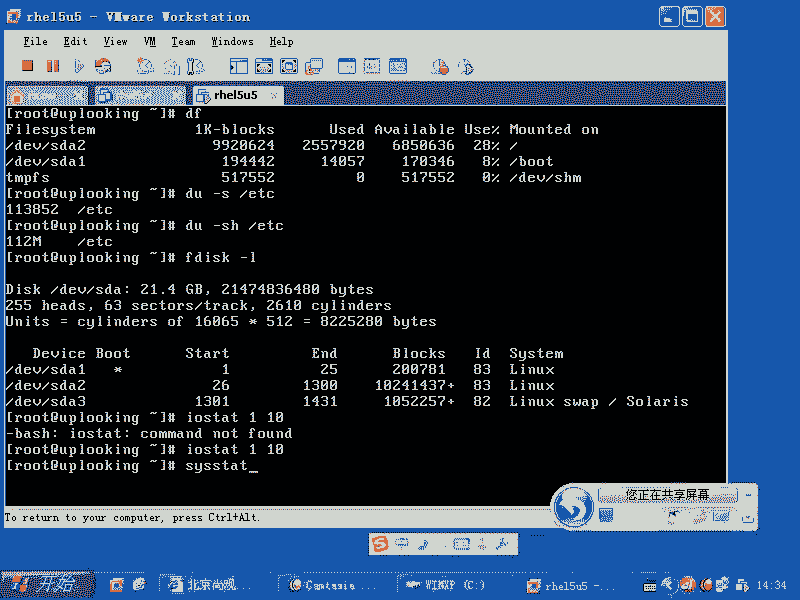 rhel5u5 - VMware Workstation
File Edit View VM Team Windows Help
rhel5u5
[root@uplooking ~]# df
Filesystem 1K-blocks Used Available Use% Mounted on
/dev/sda2 9920624 2557920 6850636 28% /
/dev/sda1 194442 14057 170346 8% /boot
tmpfs 517552 0 517552 0% /dev/shm
[root@uplooking ~]# du -s /etc
113852 /etc
[root@uplooking ~]# du -sh /etc
112M /etc
[root@uplooking ~]# fdisk -l
Disk /dev/sda: 21.4 GB, 21474836480 bytes
255 heads, 63 sectors/track, 2610 cylinders
Units = cylinders of 16065 * 512 = 8225280 bytes
Device Boot Start End Blocks Id System
/dev/sda1 * 1 25 200781 83 Linux
/dev/sda2 26 1300 10241437+ 83 Linux
/dev/sda3 1301 1431 1052257+ 82 Linux swap / Solaris
[root@uplooking ~]# iostat 1 10
-bash: iostat: command not found
[root@uplooking ~]# iostat 1 10
[root@uplooking ~]# sysstat_
您正在共享屏幕
To return to your computer, press Ctrl+Alt.
开始 北京尚观... Camtasia ... WINXP (C:) rhel5u5 -... 14:34